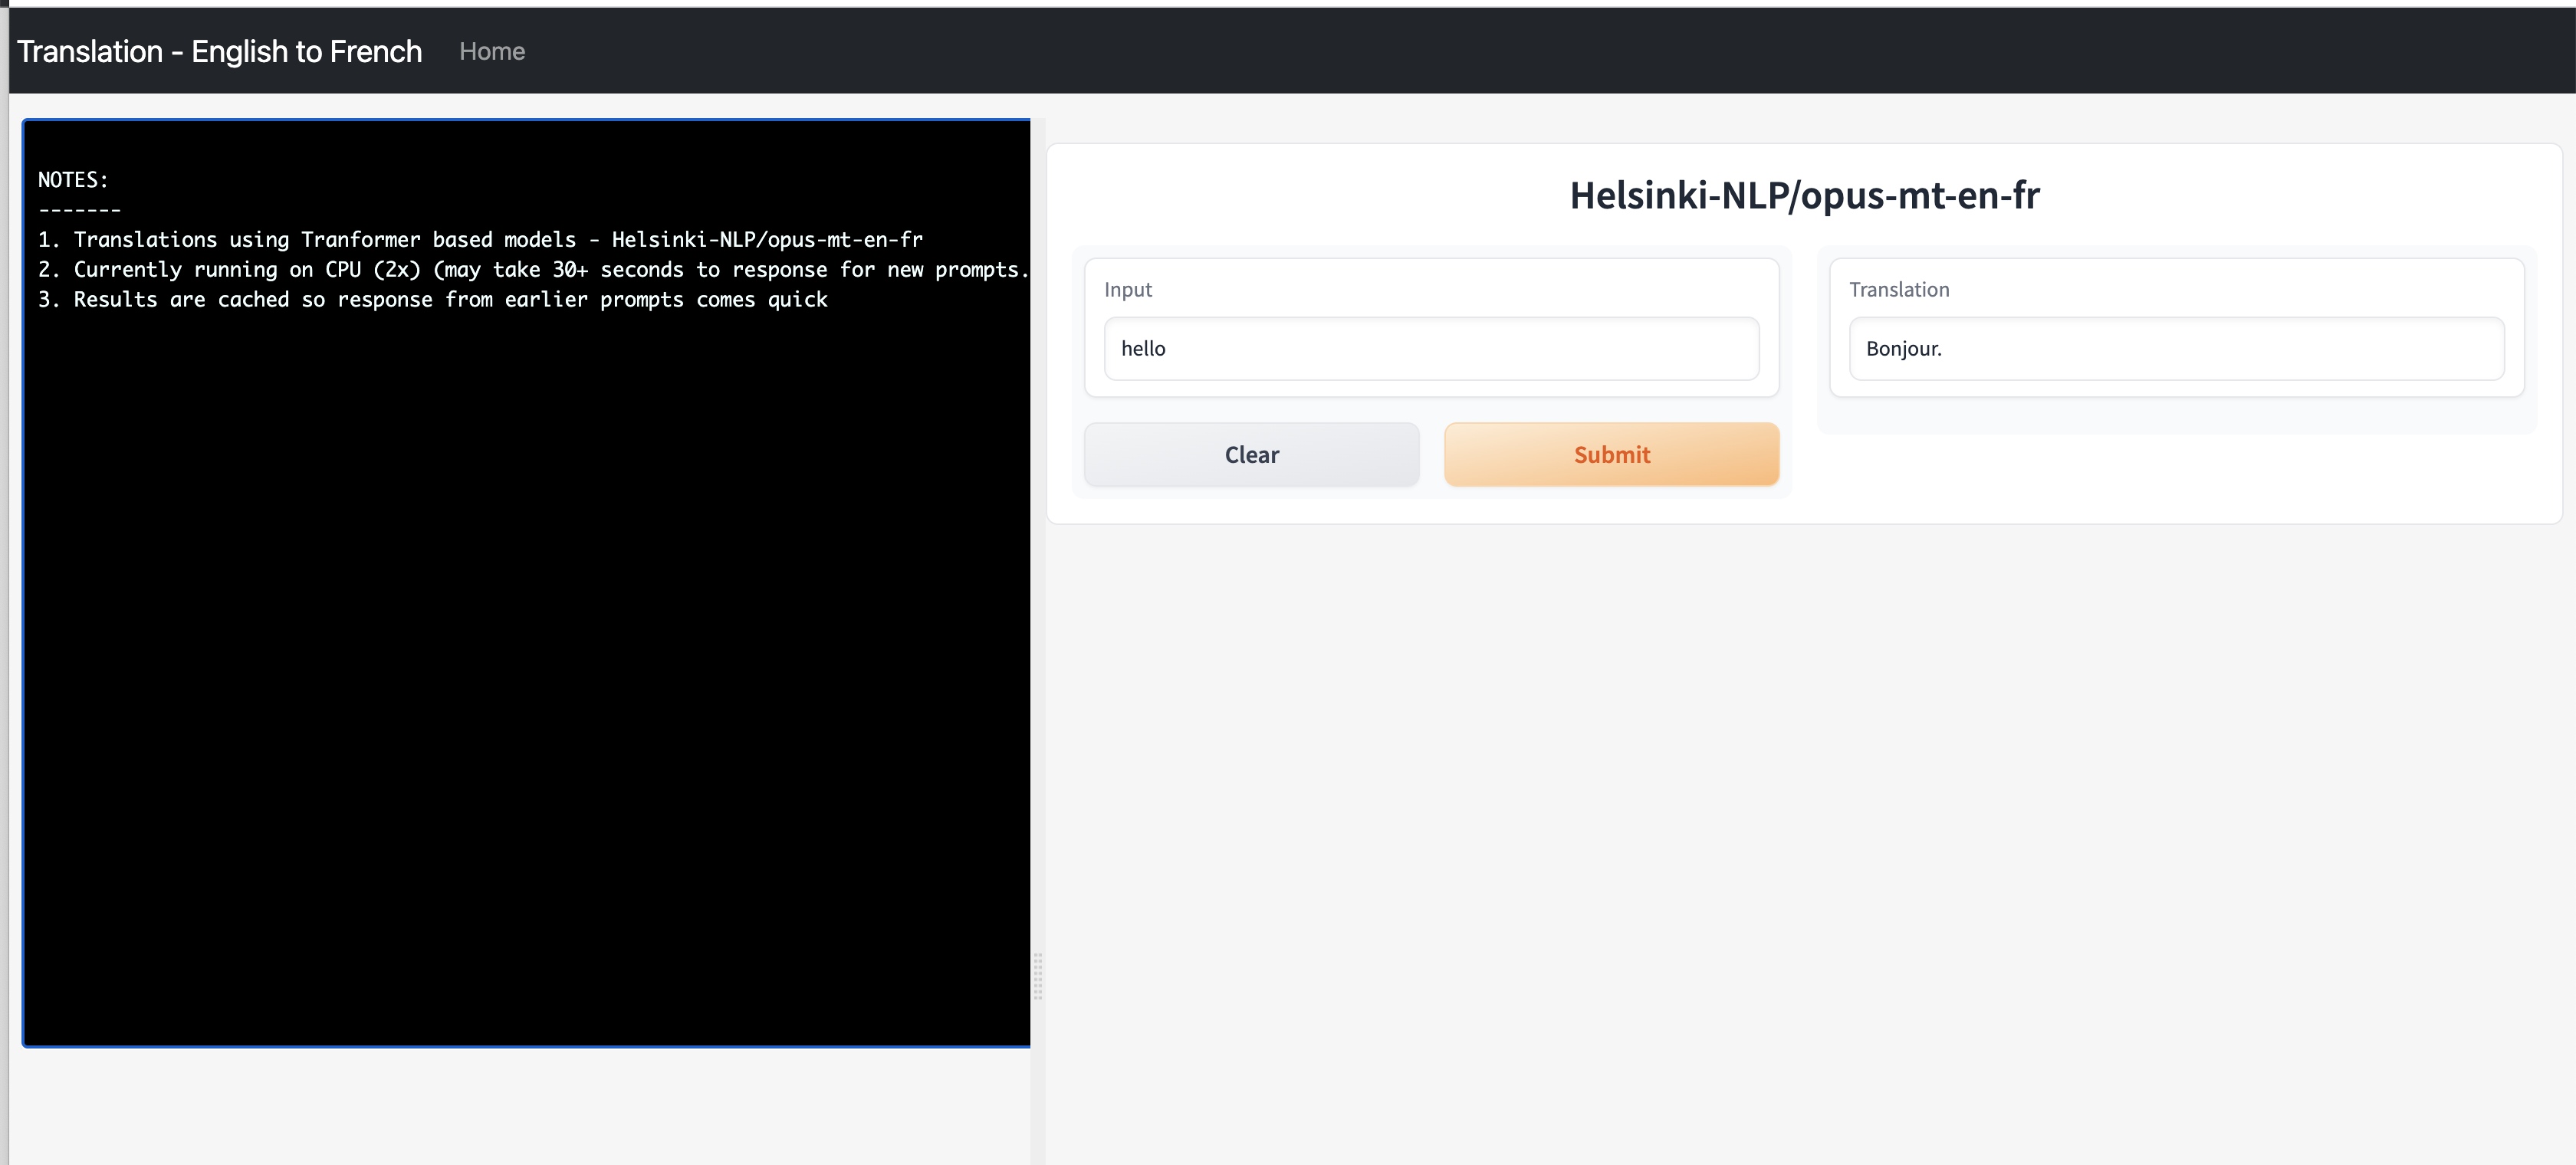 Translation - English to French Home
NOTES:
-------
1. Translations using Tranformer based models - Helsinki-NLP/opus-mt-en-fr
2. Currently running on CPU (2x) (may take 30+ seconds to response for new prompts.
3. Results are cached so response from earlier prompts comes quick
Helsinki-NLP/opus-mt-en-fr
Input
hello
Clear
Submit
Translation
Bonjour.